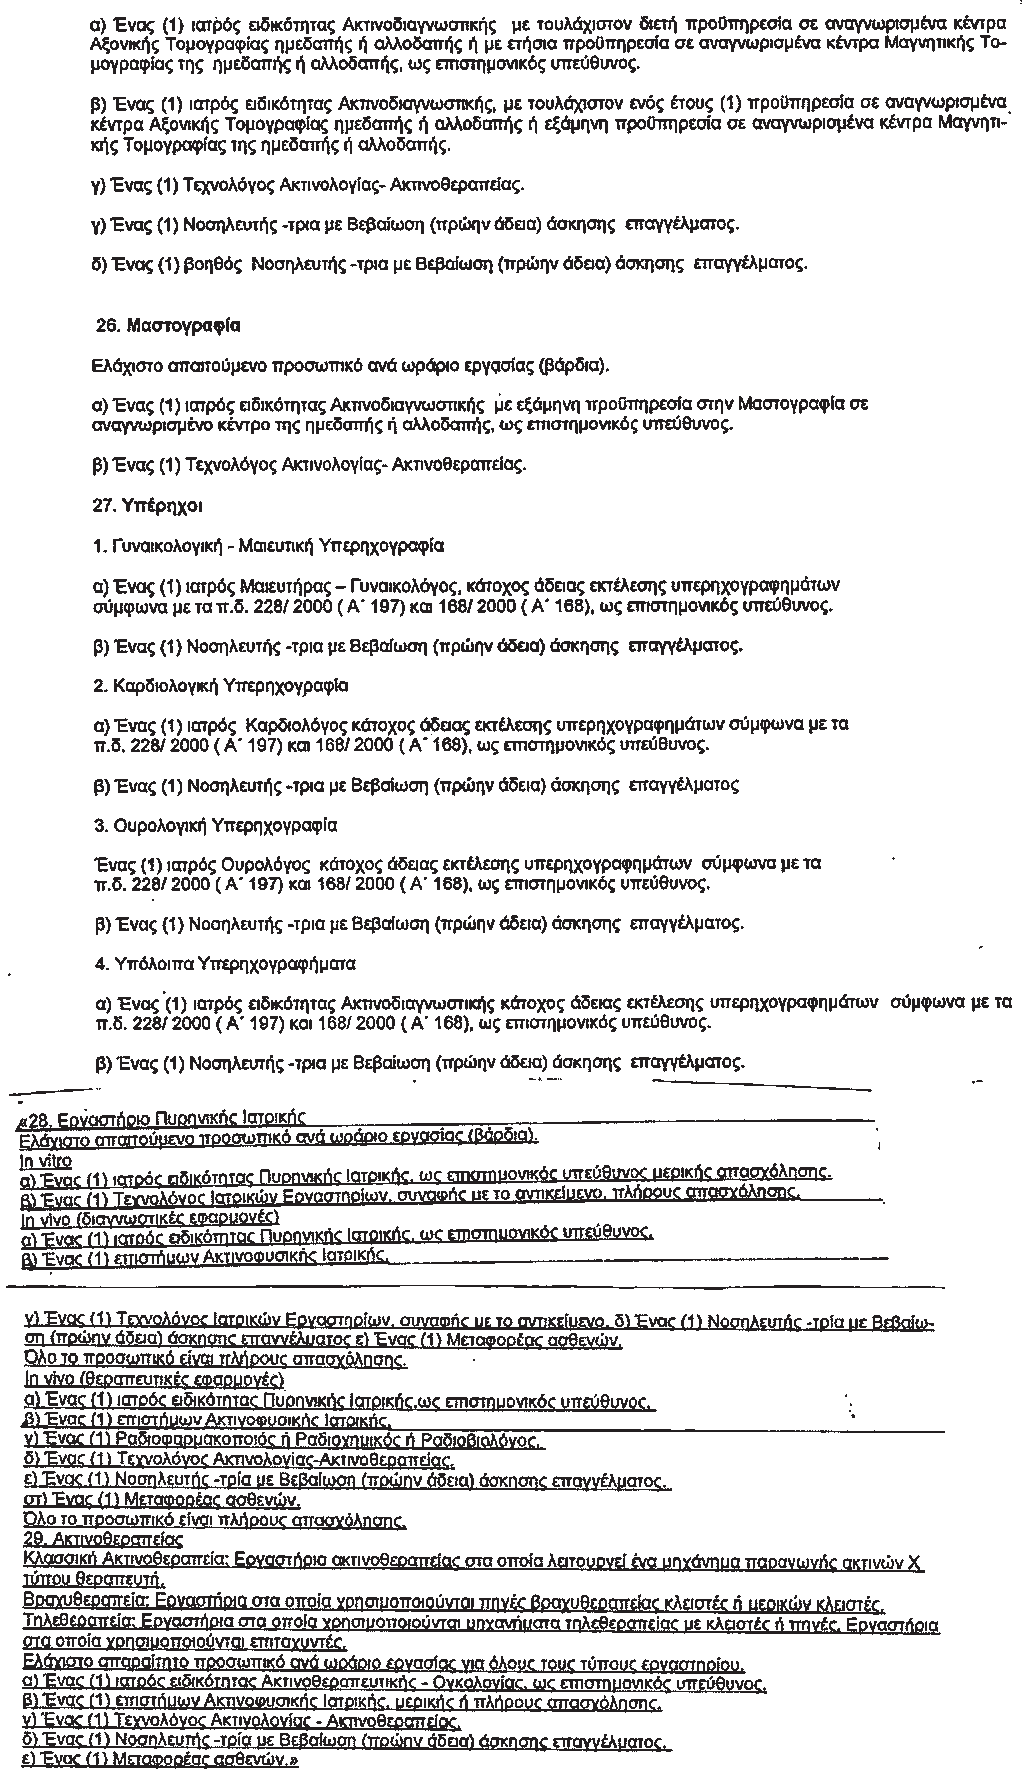 α) Ένας (1) ιατρός ειδικότητας Ακτινοδιαγνωστικής με τουλάχιστον διετή προϋπηρεσία σε αναγνωρισμένα κέντρα
Αξονικής Τομογραφίας ημεδαπής ή αλλοδαπής ή με ετήσια προϋπηρεσία σε αναγνωρισμένα κέντρα Μαγνητικής Το-
μογραφίας της ημεδαπής ή αλλοδαπής, ως επιστημονικός υπεύθυνος.
β) Ένας (1) ιατρός ειδικότητας Ακτινοδιαγνωστικής, με τουλάχιστον ενός έτους (1) προϋπηρεσία σε αναγνωρισμένα
κέντρα Αξονικής Τομογραφίας ημεδαπής ή αλλοδαπής ή εξάμηνη προϋπηρεσία σε αναγνωρισμένα κέντρα Μαγνητι-
κής Τομογραφίας της ημεδαπής ή αλλοδαπής.
γ) Ένας (1) Τεχνολόγος Ακτινολογίας- Ακτινοθεραπείας.
γ) Ένας (1) Νοσηλευτής -τρια με Βεβαίωση (πρώην άδεια) άσκησης επαγγέλματος.
δ) Ένας (1) βοηθός Νοσηλευτής -τρια με Βεβαίωση (πρώην άδεια) άσκησης επαγγέλματος.
26. Μαστογραφία
Ελάχιστο απαιτούμενο προσωπικό ανά ωράριο εργασίας (βάρδια).
α) Ένας (1) ιατρός ειδικότητας Ακτινοδιαγνωστικής με εξάμηνη προϋπηρεσία στην Μαστογραφία σε
αναγνωρισμένο κέντρο της ημεδαπής ή αλλοδαπής, ως επιστημονικός υπεύθυνος.
β) Ένας (1) Τεχνολόγος Ακτινολογίας- Ακτινοθεραπείας.
27. Υπέρηχοι
1. Γυναικολογική - Μαιευτική Υπερηχογραφία
α) Ένας (1) ιατρός Μαιευτήρας – Γυναικολόγος, κάτοχος άδειας εκτέλεσης υπερηχογραφημάτων
σύμφωνα με τα π.δ. 228/ 2000 ( Α΄ 197) και 168/ 2000 ( Α΄ 168), ως επιστημονικός υπεύθυνος.
β) Ένας (1) Νοσηλευτής -τρια με Βεβαίωση (πρώην άδεια) άσκησης επαγγέλματος.
2. Καρδιολογική Υπερηχογραφία
α) Ένας (1) ιατρός Καρδιολόγος κάτοχος άδειας εκτέλεσης υπερηχογραφημάτων σύμφωνα με τα
π.δ. 228/ 2000 ( Α΄ 197) και 168/ 2000 ( Α΄ 168), ως επιστημονικός υπεύθυνος.
β) Ένας (1) Νοσηλευτής -τρια με Βεβαίωση (πρώην άδεια) άσκησης επαγγέλματος
3. Ουρολογική Υπερηχογραφία
Ένας (1) ιατρός Ουρολόγος κάτοχος άδειας εκτέλεσης υπερηχογραφημάτων σύμφωνα με τα
π.δ. 228/ 2000 ( Α΄ 197) και 168/ 2000 ( Α΄ 168), ως επιστημονικός υπεύθυνος.
β) Ένας (1) Νοσηλευτής -τρια με Βεβαίωση (πρώην άδεια) άσκησης επαγγέλματος.
4. Υπόλοιπα Υπερηχογραφήματα
α) Ένας (1) ιατρός ειδικότητας Ακτινοδιαγνωστικής κάτοχος άδειας εκτέλεσης υπερηχογραφημάτων σύμφωνα με τα
π.δ. 228/ 2000 ( Α΄ 197) και 168/ 2000 ( Α΄ 168), ως επιστημονικός υπεύθυνος.
β) Ένας (1) Νοσηλευτής -τρια με Βεβαίωση (πρώην άδεια) άσκησης επαγγέλματος.
«28. Εργαστήριο Πυρηνικής Ιατρικής
Ελάχιστο απαιτούμενο προσωπικό ανά ωράριο εργασίας (βάρδια).
In vitro
α) Ένας (1) ιατρός ειδικότητας Πυρηνικής Ιατρικής, ως επιστημονικός υπεύθυνος μερικής απασχόλησης.
β) Ένας (1) Τεχνολόγος Ιατρικών Εργαστηρίων, συναφής με το αντικείμενο, πλήρους απασχόλησης.
In vivo (διαγνωστικές εφαρμογές)
α) Ένας (1) ιατρός ειδικότητας Πυρηνικής Ιατρικής, ως επιστημονικός υπεύθυνος.
β) Ένας (1) επιστήμων Ακτινοφυσικής Ιατρικής.
γ) Ένας (1) Τεχνολόγος Ιατρικών Εργαστηρίων, συναφής με το αντικείμενο. δ) Ένας (1) Νοσηλευτής -τρία με Βεβαίω-
ση (πρώην άδεια) άσκησης επαγγέλματος ε) Ένας (1) Μεταφορέας ασθενών.
Όλο το προσωπικό είναι πλήρους απασχόλησης.
In vivo (θεραπευτικές εφαρμογές)
α) Ένας (1) ιατρός ειδικότητας Πυρηνικής Ιατρικής,ως επιστημονικός υπεύθυνος.
β) Ένας (1) επιστήμων Ακτινοφυσικής Ιατρικής.
γ) Ένας (1) Ραδιοφαρμακοποιός ή Ραδιοχημικός ή Ραδιοβιολόγος.
δ) Ένας (1) Τεχνολόγος Ακτινολογίας-Ακτινοθεραπείας.
ε) Ένας (1) Νοσηλευτής -τρία με Βεβαίωση (πρώην άδεια) άσκησης επαγγέλματος.
στ) Ένας (1) Μεταφορέας ασθενών.
Όλο το προσωπικό είναι πλήρους απασχόλησης.
29. Ακτινοθεραπείας
Κλασσική Ακτινοθεραπεία: Εργαστήρια ακτινοθεραπείας στα οποία λειτουργεί ένα μηχάνημα παραγωγής ακτινών Χ
τύπου θεραπευτή.
Βραχυθεραπεία: Εργαστήρια στα οποία χρησιμοποιούνται πηγές βραχυθεραπείας κλειστές ή μερικών κλειστές.
Τηλεθεραπεία: Εργαστήρια στα οποία χρησιμοποιούνται μηχανήματα τηλεθεραπείας με κλειστές ή πηγές. Εργαστήρια
στα οποία χρησιμοποιούνται επιταχυντές.
Ελάχιστο απαραίτητο προσωπικό ανά ωράριο εργασίας για όλους τους τύπους εργαστηρίου.
α) Ένας (1) ιατρός ειδικότητας Ακτινοθεραπευτικής - Ογκολογίας, ως επιστημονικός υπεύθυνος.
β) Ένας (1) επιστήμων Ακτινοφυσικής Ιατρικής, μερικής ή πλήρους απασχόλησης.
γ) Ένας (1) Τεχνολόγος Ακτινολογίας - Ακτινοθεραπείας.
δ) Ένας (1) Νοσηλευτής -τρία με Βεβαίωση (πρώην άδεια) άσκησης επαγγέλματος.
ε) Ένας (1) Μεταφορέας ασθενών.»